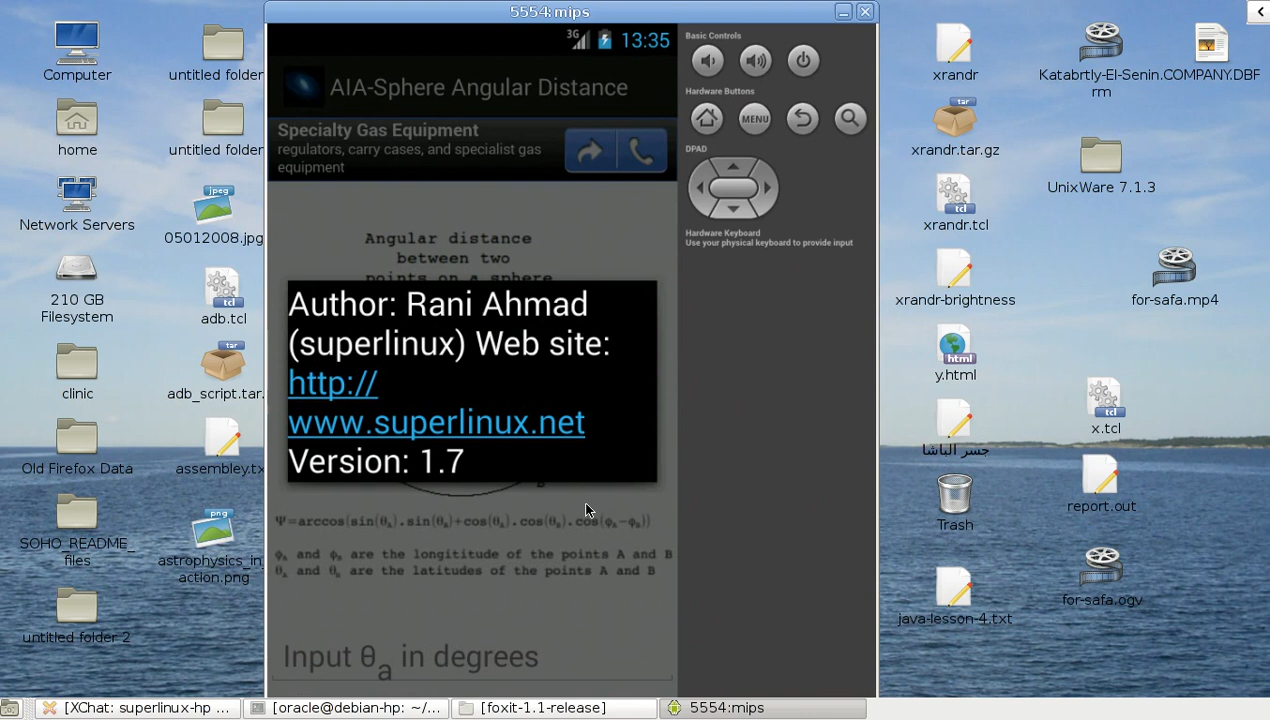 5554:mips
Computer
home
Network Servers
210 GB
Filesystem
clinic
Old Firefox Data
SOHO_README_
files
untitled folder 2
untitled folder
untitled folder
jpeg
05012008.jpg
tcl
adb.tcl
tar
adb_script.tar.
assembley.tx
png
astrophysics_in_
action.png
3G
13:35
AIA-Sphere Angular Distance
Specialty Gas Equipment
regulators, carry cases, and specialist gas
equipment
Angular distance
between two
points on a sphere
Author: Rani Ahmad
(superlinux) Web site:
http://
www.superlinux.net
Version: 1.7
B
Ψ=arccos(sin(θA).sin(θB)+cos(θA).cos(θB).cos(ϕA-ϕB))
ϕA and ϕB are the longititude of the points A and B
θA and θB are the latitudes of the points A and B
Input θa in degrees
Basic Controls
Hardware Buttons
MENU
DPAD
Hardware Keyboard
Use your physical keyboard to provide input
xrandr
tar
xrandr.tar.gz
tcl
xrandr.tcl
xrandr-brightness
html
y.html
جسر الباشا
Trash
java-lesson-4.txt
Katabrtly-El-Senin.
rm
COMPANY.DBF
UnixWare 7.1.3
for-safa.mp4
tcl
x.tcl
report.out
for-safa.ogv
[XChat: superlinux-hp ...
[oracle@debian-hp: ~/...
[foxit-1.1-release]
5554:mips